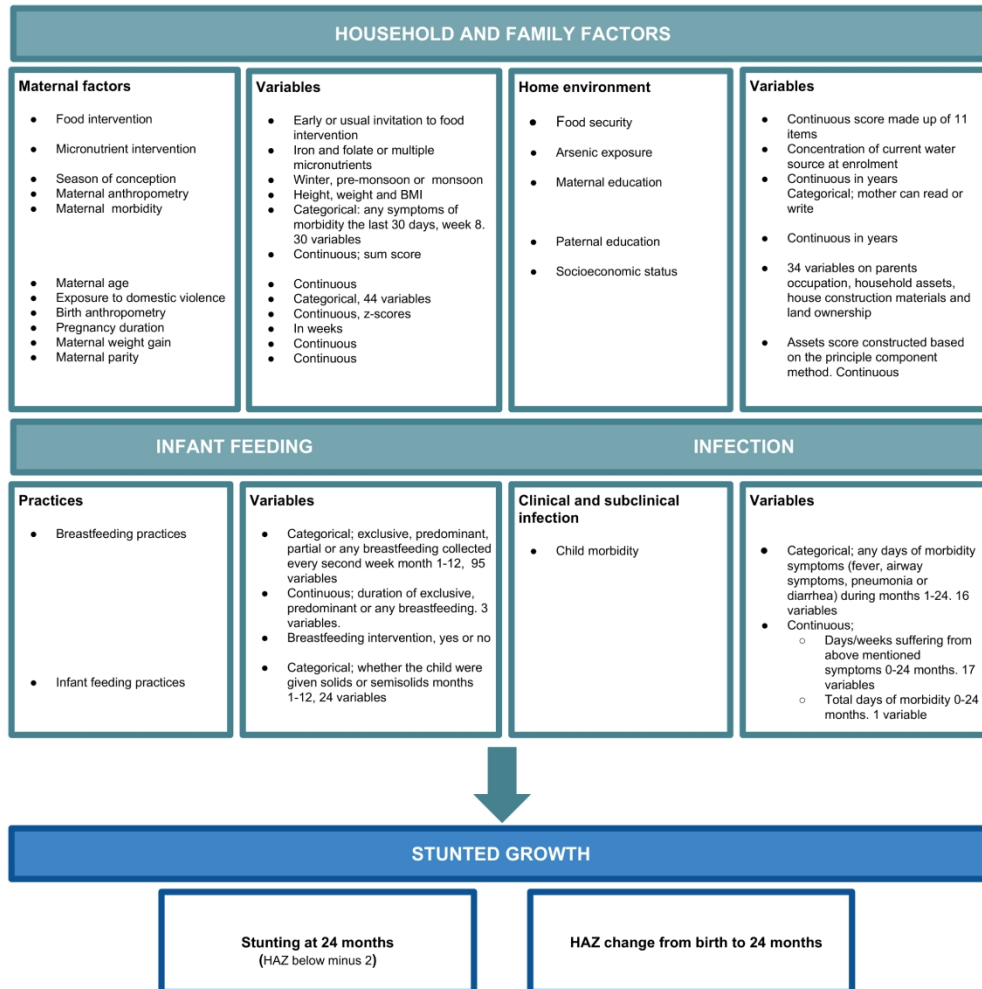 HOUSEHOLD AND FAMILY FACTORS
Maternal factors
● Food intervention
● Micronutrient intervention
● Season of conception
● Maternal anthropometry
● Maternal morbidity
● Maternal age
● Exposure to domestic violence
● Birth anthropometry
● Pregnancy duration
● Maternal weight gain
● Maternal parity
Variables
● Early or usual invitation to food
intervention
● Iron and folate or multiple
micronutrients
● Winter, pre-monsoon or monsoon
● Height, weight and BMI
● Categorical: any symptoms of
morbidity the last 30 days, week 8.
30 variables
● Continuous; sum score
● Continuous
● Categorical, 44 variables
● Continuous, z-scores
● In weeks
● Continuous
● Continuous
Home environment
● Food security
● Arsenic exposure
● Maternal education
● Paternal education
● Socioeconomic status
Variables
● Continuous score made up of 11
items
● Concentration of current water
source at enrolment
● Continuous in years
Categorical; mother can read or
write
● Continuous in years
● 34 variables on parents
occupation, household assets,
house construction materials and
land ownership
● Assets score constructed based
on the principle component
method. Continuous
INFANT FEEDING
INFECTION
Practices
● Breastfeeding practices
● Infant feeding practices
Variables
● Categorical; exclusive, predominant,
partial or any breastfeeding collected
every second week month 1-12, 95
variables
● Continuous; duration of exclusive,
predominant or any breastfeeding. 3
variables.
● Breastfeeding intervention, yes or no
● Categorical; whether the child were
given solids or semisolids months
1-12, 24 variables
Clinical and subclinical
infection
● Child morbidity
Variables
● Categorical; any days of morbidity
symptoms (fever, airway
symptoms, pneumonia or
diarrhea) during months 1-24. 16
variables
● Continuous;
○ Days/weeks suffering from
above mentioned
symptoms 0-24 months. 17
variables
○ Total days of morbidity 0-24
months. 1 variable
STUNTED GROWTH
Stunting at 24 months
(HAZ below minus 2)
HAZ change from birth to 24 months